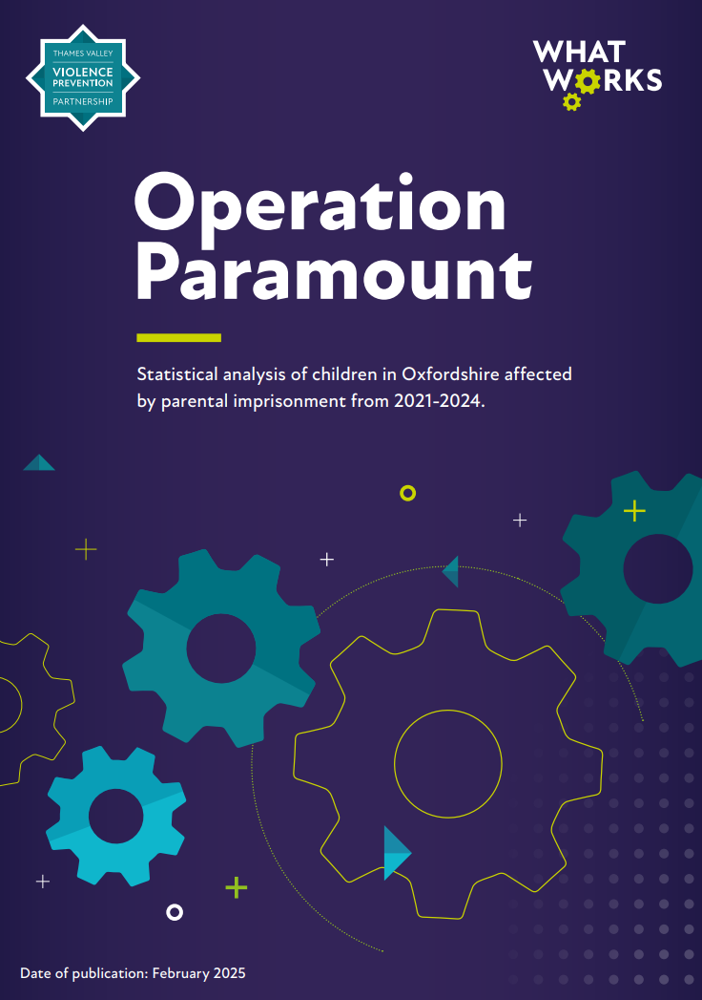 THAMES VALLEY
VIOLENCE
PREVENTION
PARTNERSHIP
WHAT
WORKS
Operation
Paramount
Statistical analysis of children in Oxfordshire affected
by parental imprisonment from 2021-2024.
Date of publication: February 2025